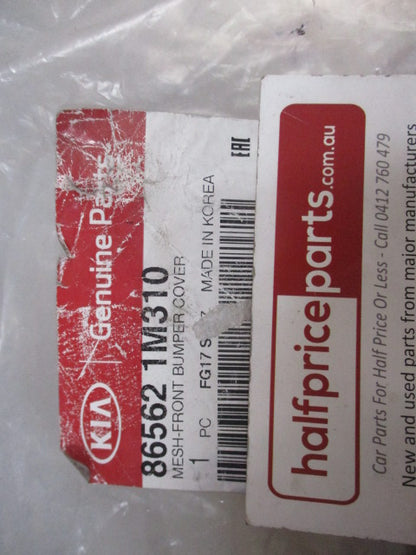 KIA Genuine Parts
86562 1M310
MESH-FRONT BUMPER COVER
1 PC FG17 S 7 MADE IN KOREA
EAC
halfpriceparts.com.au
Car Parts For Half Price Or Less - Call 0412 760 479
New and used parts from major manufacturers